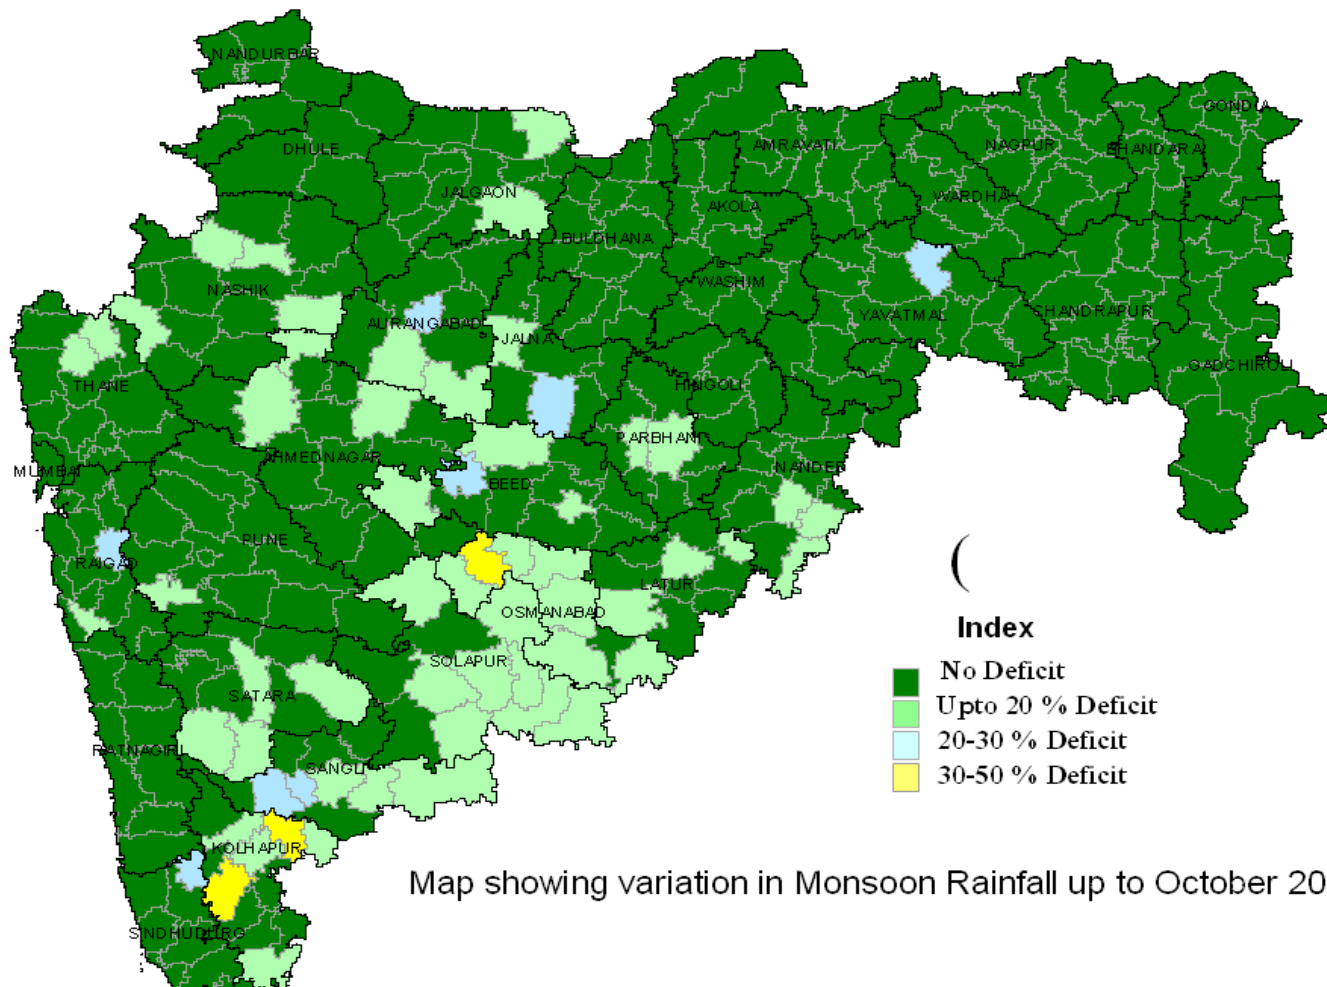 NANDURBAR
GONDIA
DHULE
AMRAVATI
NAGPUR
BHANDARA
JALGAON
WARDHA
AKOLA
BULDHANA
NASHIK
WASHIM
AURANGABAD
JALNA
YAVATMAL
CHANDRAPUR
GADCHIROLI
THANE
HINGOLI
PARBHANI
MUMBAI
AHMEDNAGAR
NANDED
BEED
PUNE
RAIGAD
LATUR
OSMANABAD
SOLAPUR
SATARA
RATNAGIRI
SANGLI
KOLHAPUR
SINDHUDURG
(
Index
No Deficit
Upto 20 % Deficit
20-30 % Deficit
30-50 % Deficit
Map showing variation in Monsoon Rainfall up to October 20